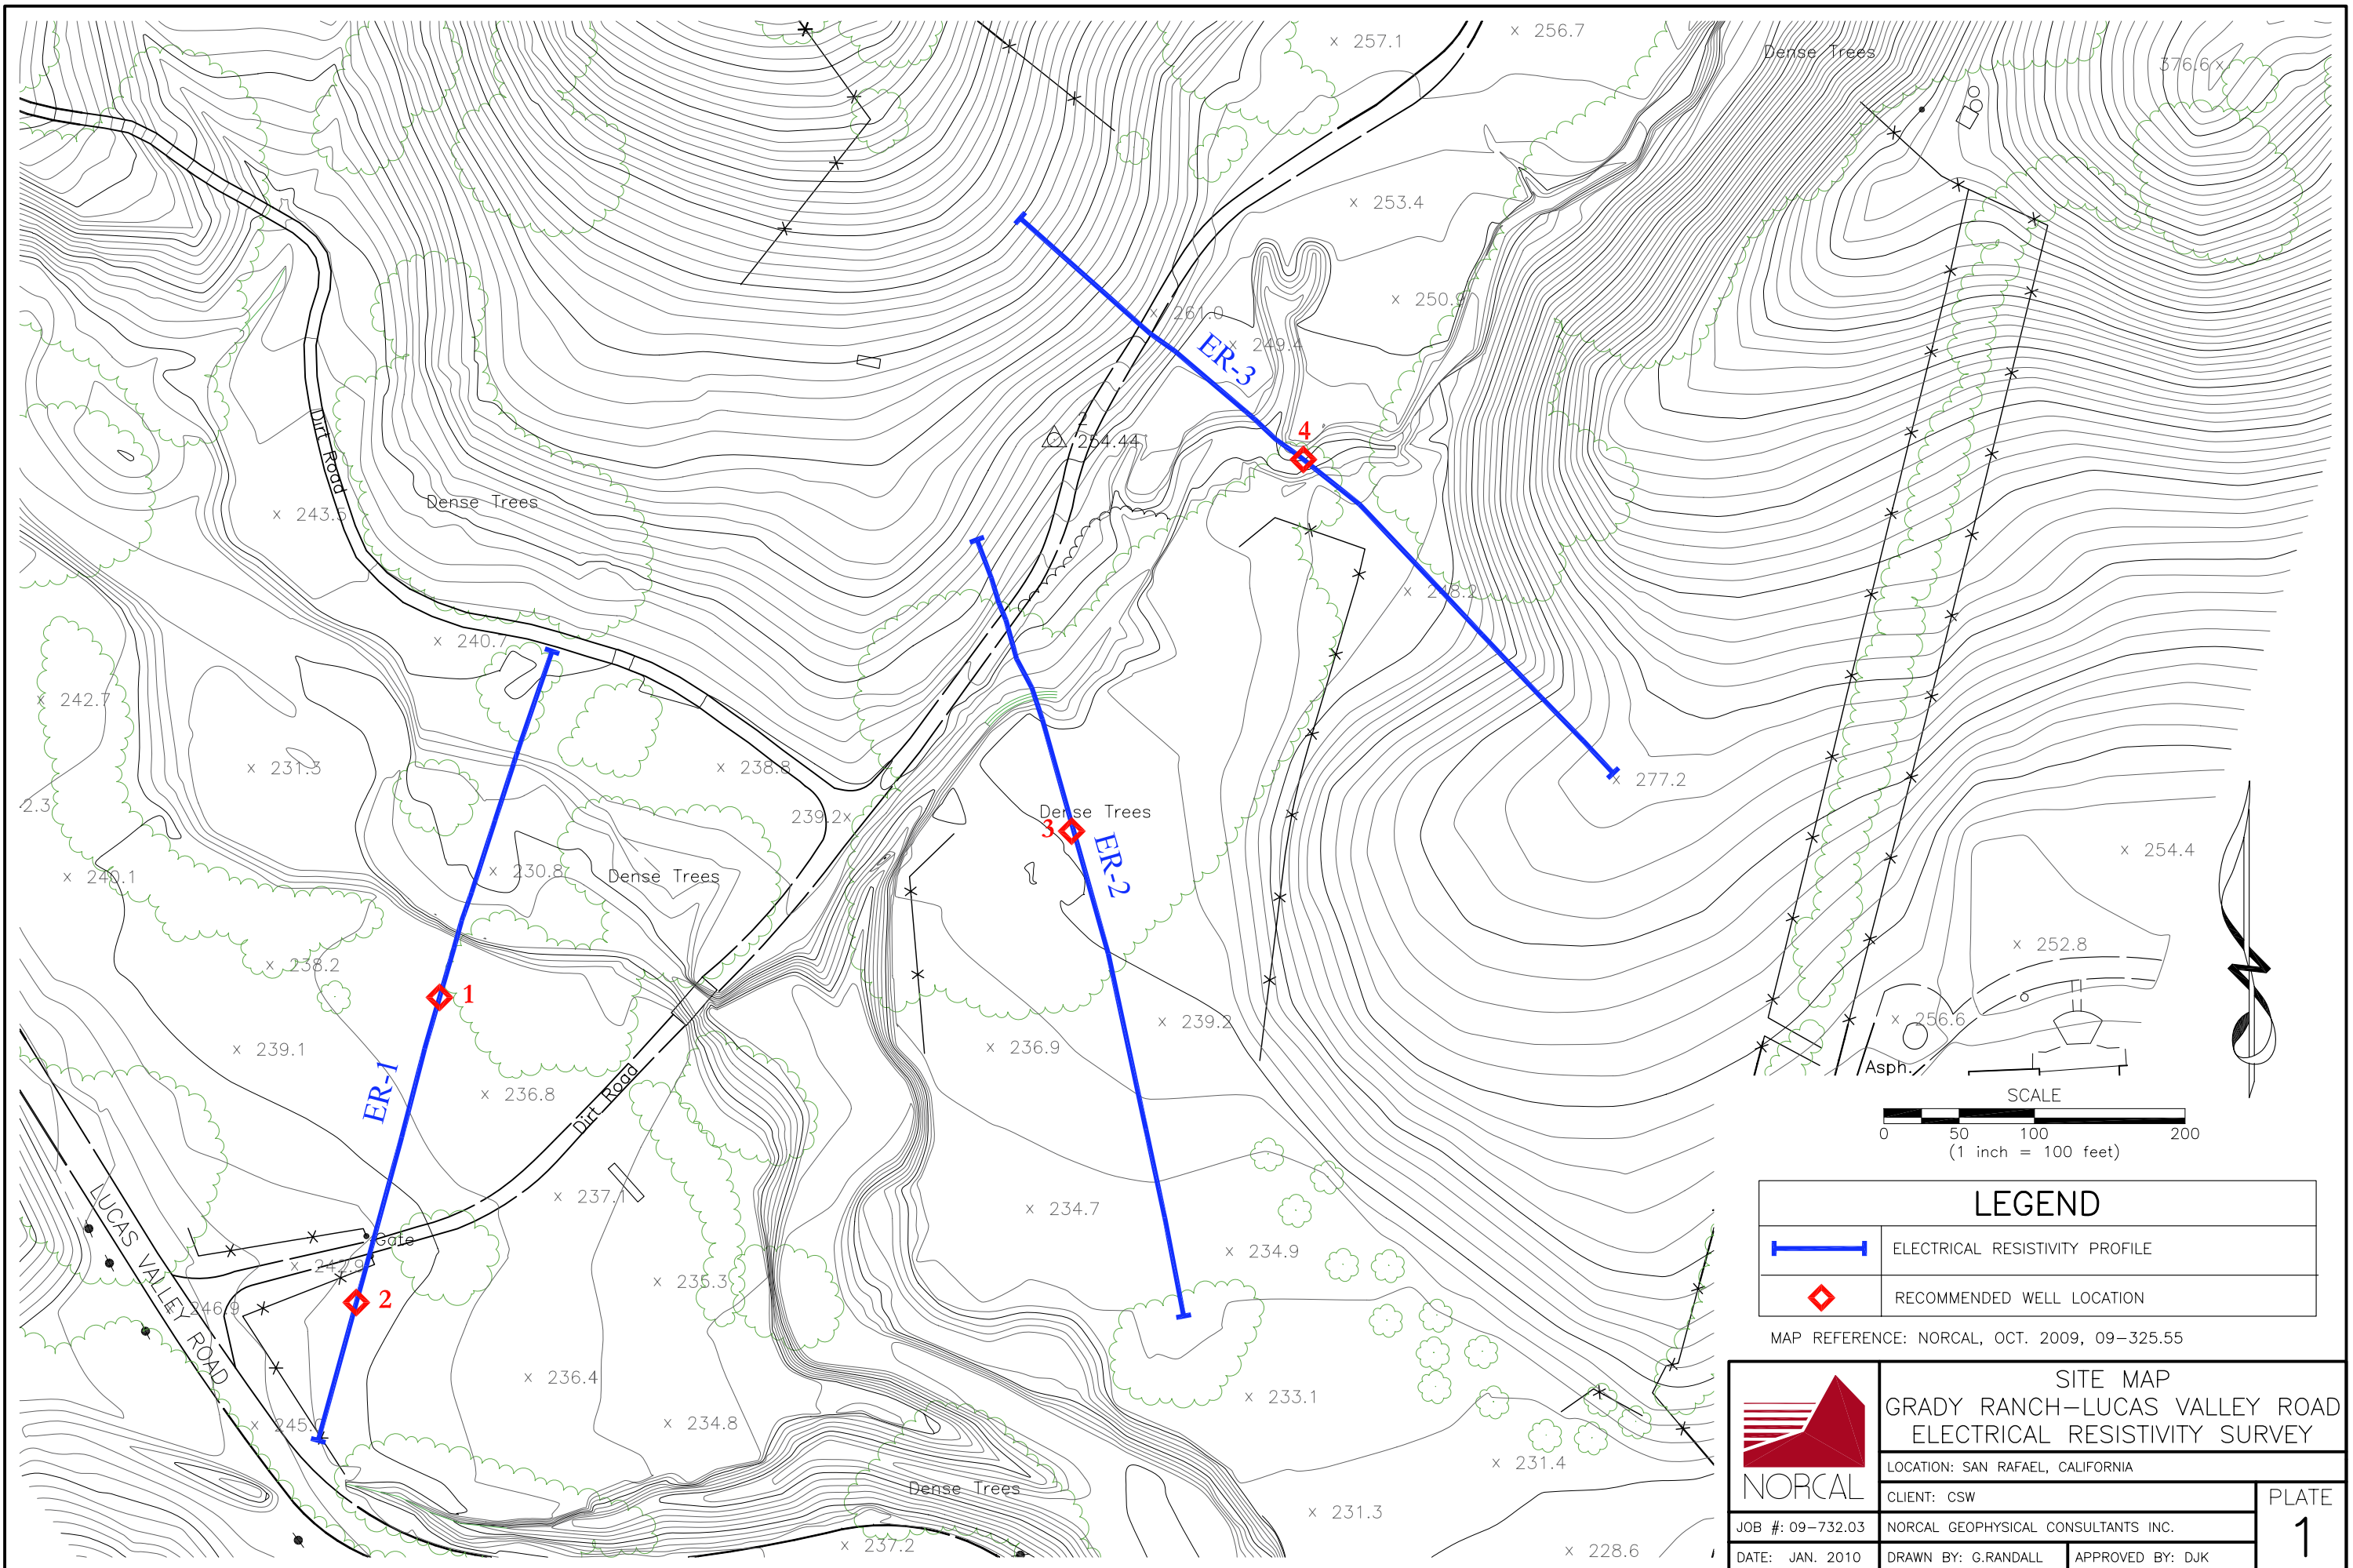 x 257.1
x 256.7
Dense Trees
376.6 x
x 253.4
x 250.9
x 261.0
x 249.4
ER-3
4
2
254.44
Dirt Road
Dense Trees
x 243.5
x 248.2
x 240.7
x 242.7
x 231.3
x 238.8
x 277.2
2.3
239.2x
Dense Trees
3
ER-2
x 254.4
x 240.1
x 230.8
Dense Trees
x 252.8
x 238.2
1
x 239.2
x 256.6
x 239.1
x 236.9
Asph.
ER-1
x 236.8
Dirt Road
SCALE
0 50 100 200
(1 inch = 100 feet)
LUCAS VALLEY ROAD
x 237.1
x 234.7
LEGEND
Gate
x 242.9
x 234.9
ELECTRICAL RESISTIVITY PROFILE
x 235.3
2
x 246.9
RECOMMENDED WELL LOCATION
MAP REFERENCE: NORCAL, OCT. 2009, 09-325.55
x 236.4
x 233.1
x 245.0
x 234.8
x 231.4
Dense Trees
x 231.3
x 237.2
x 228.6
NORCAL
SITE MAP
GRADY RANCH-LUCAS VALLEY ROAD
ELECTRICAL RESISTIVITY SURVEY
LOCATION: SAN RAFAEL, CALIFORNIA
CLIENT: CSW
PLATE
1
JOB #: 09-732.03
NORCAL GEOPHYSICAL CONSULTANTS INC.
DATE: JAN. 2010
DRAWN BY: G.RANDALL
APPROVED BY: DJK